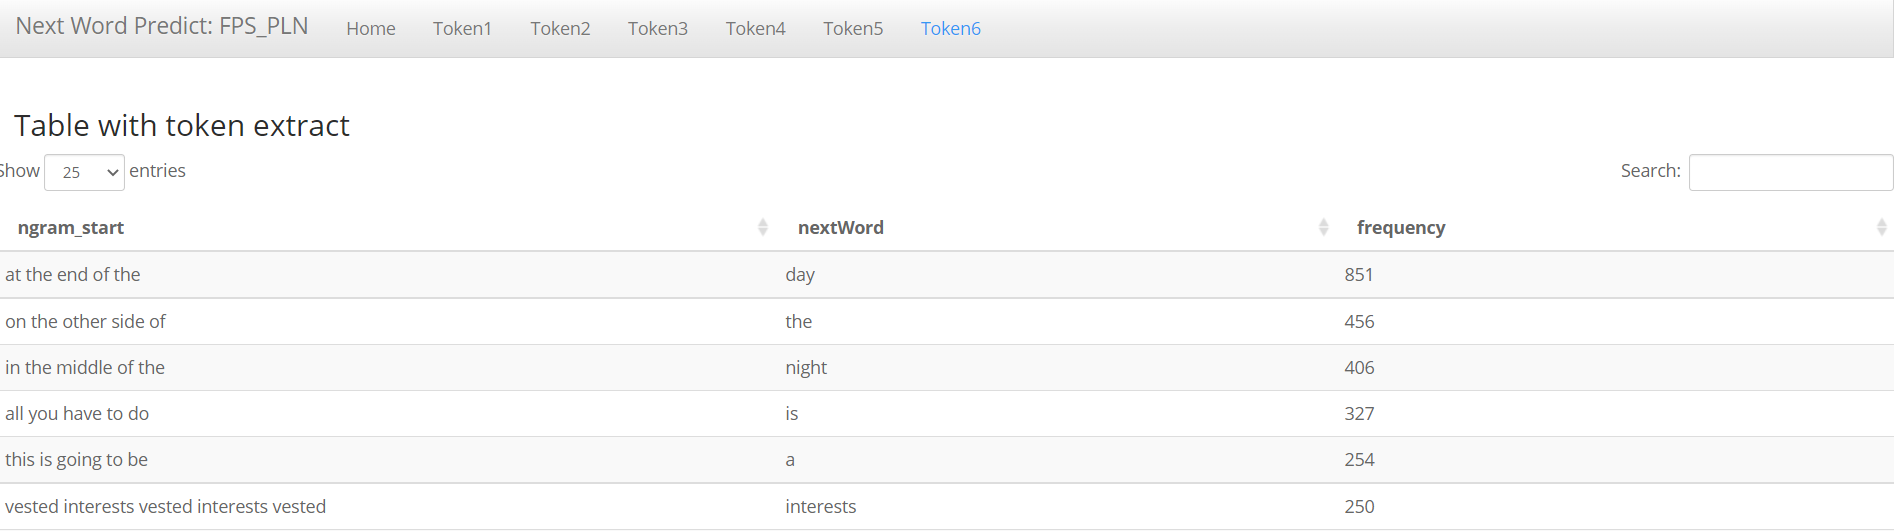 Next Word Predict: FPS_PLN Home Token1 Token2 Token3 Token4 Token5 Token6
Table with token extract
Show 25 entries Search:
ngram_start nextWord frequency
at the end of the day 851
on the other side of the 456
in the middle of the night 406
all you have to do is 327
this is going to be a 254
vested interests vested interests vested interests 250